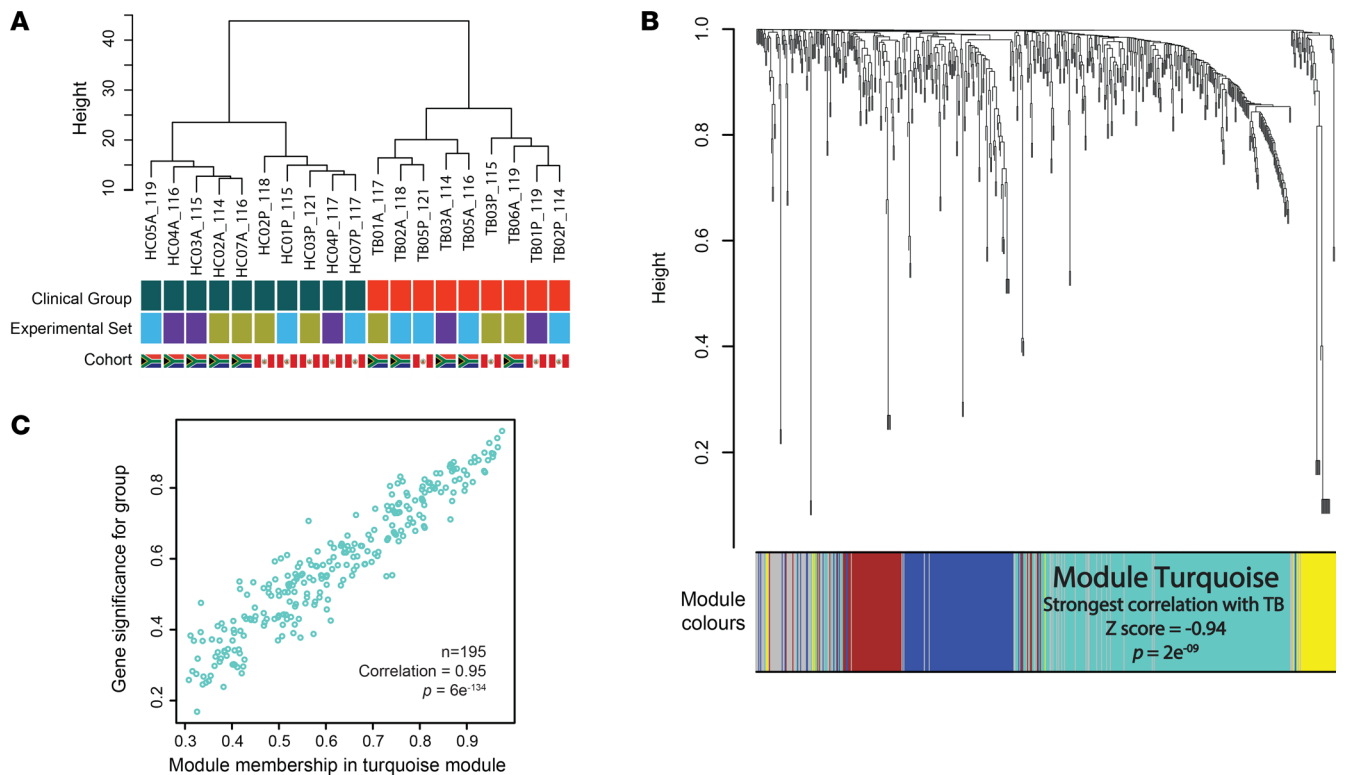 A
Height
40
30
20
10
HC05A_119
HC04A_116
HC03A_115
HC02A_114
HC07A_116
HC02P_118
HC01P_115
HC03P_121
HC04P_117
HC07P_117
TB01A_117
TB02A_118
TB05P_121
TB03A_114
TB05A_116
TB03P_115
TB06A_119
TB01P_119
TB02P_114
Clinical Group
Experimental Set
Cohort
B
Height
1.0
0.8
0.6
0.4
0.2
Module
colours
Module Turquoise
Strongest correlation with TB
Z score = -0.94
p = 2e-09
C
Gene significance for group
0.8
0.6
0.4
0.2
n=195
Correlation = 0.95
p = 6e-134
0.3 0.4 0.5 0.6 0.7 0.8 0.9
Module membership in turquoise module